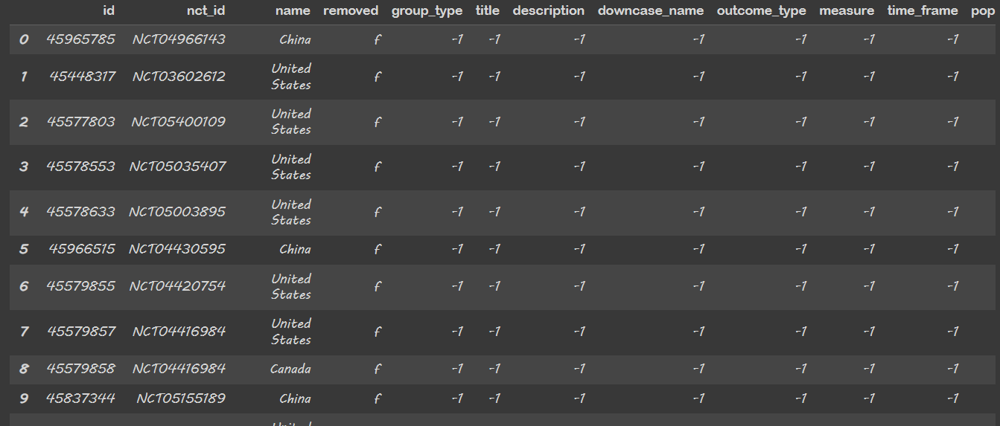 id nct_id name removed group_type title description downcase_name outcome_type measure time_frame pop
0 45965785 NCT04966143 China f -1 -1 -1 -1 -1 -1 -1
1 45448317 NCT03602612 United States f -1 -1 -1 -1 -1 -1 -1
2 45577803 NCT05400109 United States f -1 -1 -1 -1 -1 -1 -1
3 45578553 NCT05035407 United States f -1 -1 -1 -1 -1 -1 -1
4 45578633 NCT05003895 United States f -1 -1 -1 -1 -1 -1 -1
5 45966515 NCT04430595 China f -1 -1 -1 -1 -1 -1 -1
6 45579855 NCT04420754 United States f -1 -1 -1 -1 -1 -1 -1
7 45579857 NCT04416984 United States f -1 -1 -1 -1 -1 -1 -1
8 45579858 NCT04416984 Canada f -1 -1 -1 -1 -1 -1 -1
9 45837344 NCT05155189 China f -1 -1 -1 -1 -1 -1 -1
United